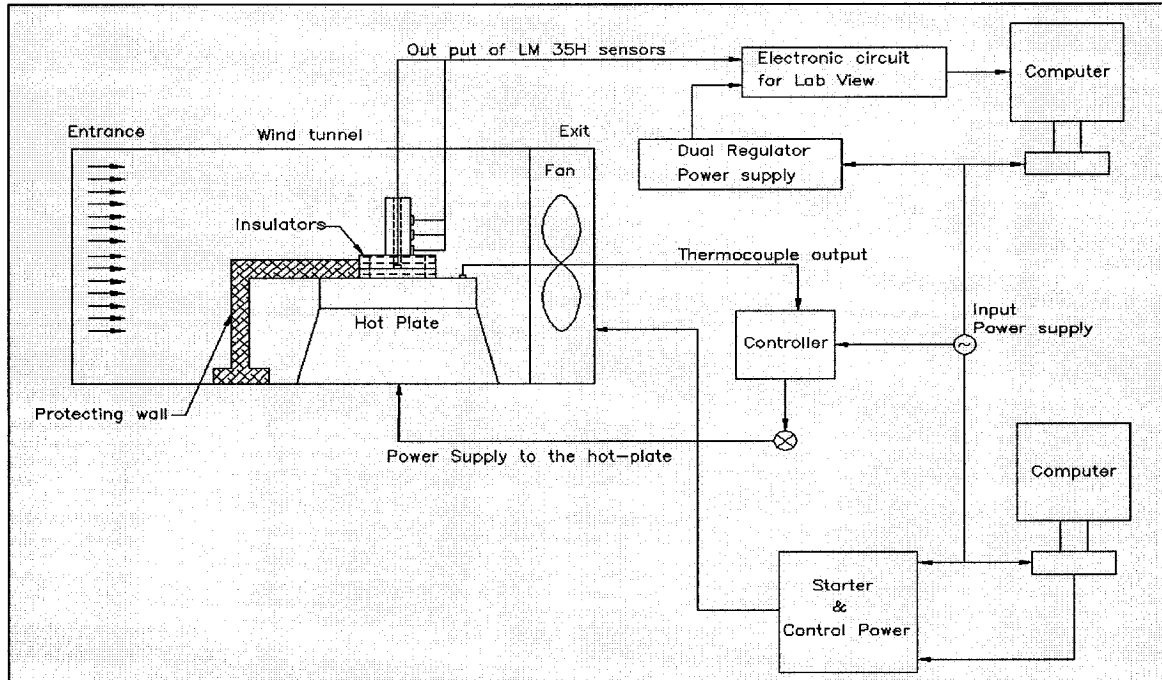 Out put of LM 35H sensors
Electronic circuit
for Lab View
Computer
Entrance
Wind tunnel
Exit
Fan
Dual Regulator
Power supply
Insulators
Thermocouple output
Hot Plate
Controller
Input
Power supply
Protecting wall
Power Supply to the hot-plate
Computer
Starter
&
Control Power